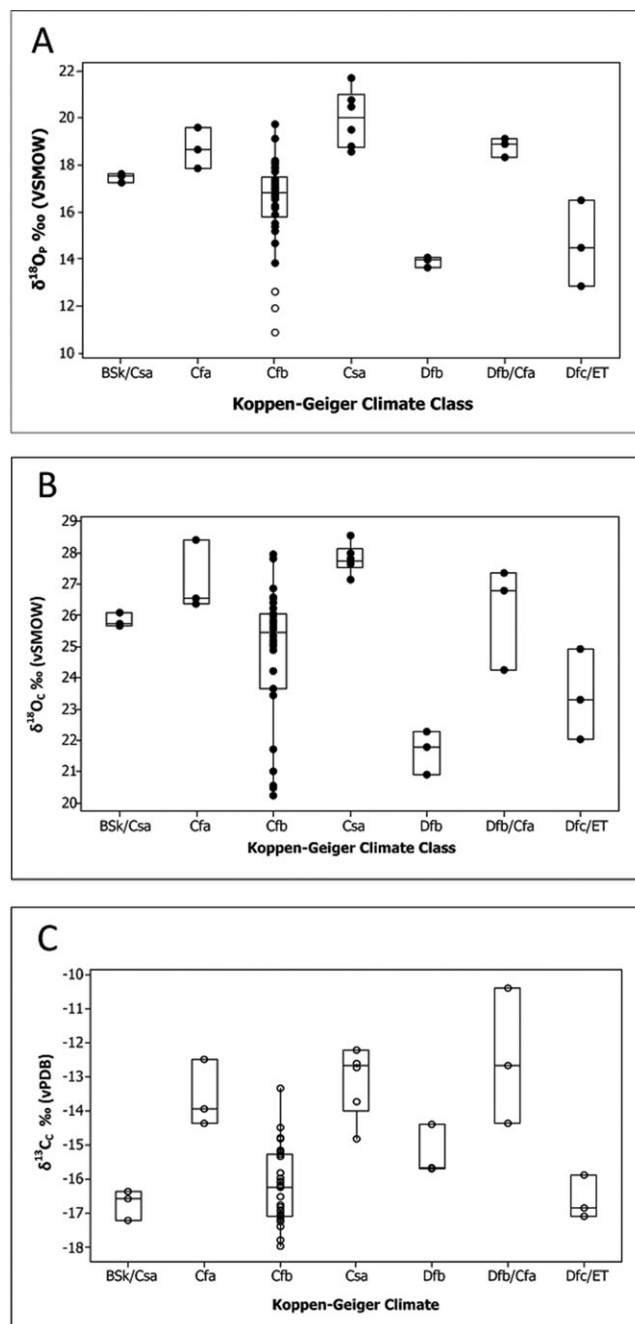 A
22
20
18
16
14
12
10
δ¹⁸Oₚ ‰ (VSMOW)
BSk/Csa Cfa Cfb Csa Dfb Dfb/Cfa Dfc/ET
Koppen-Geiger Climate Class
B
29
28
27
26
25
24
23
22
21
20
δ¹⁸O_C ‰ (vSMOW)
BSk/Csa Cfa Cfb Csa Dfb Dfb/Cfa Dfc/ET
Koppen-Geiger Climate Class
C
-10
-11
-12
-13
-14
-15
-16
-17
-18
δ¹³C_C ‰ (vPDB)
BSk/Csa Cfa Cfb Csa Dfb Dfb/Cfa Dfc/ET
Koppen-Geiger Climate